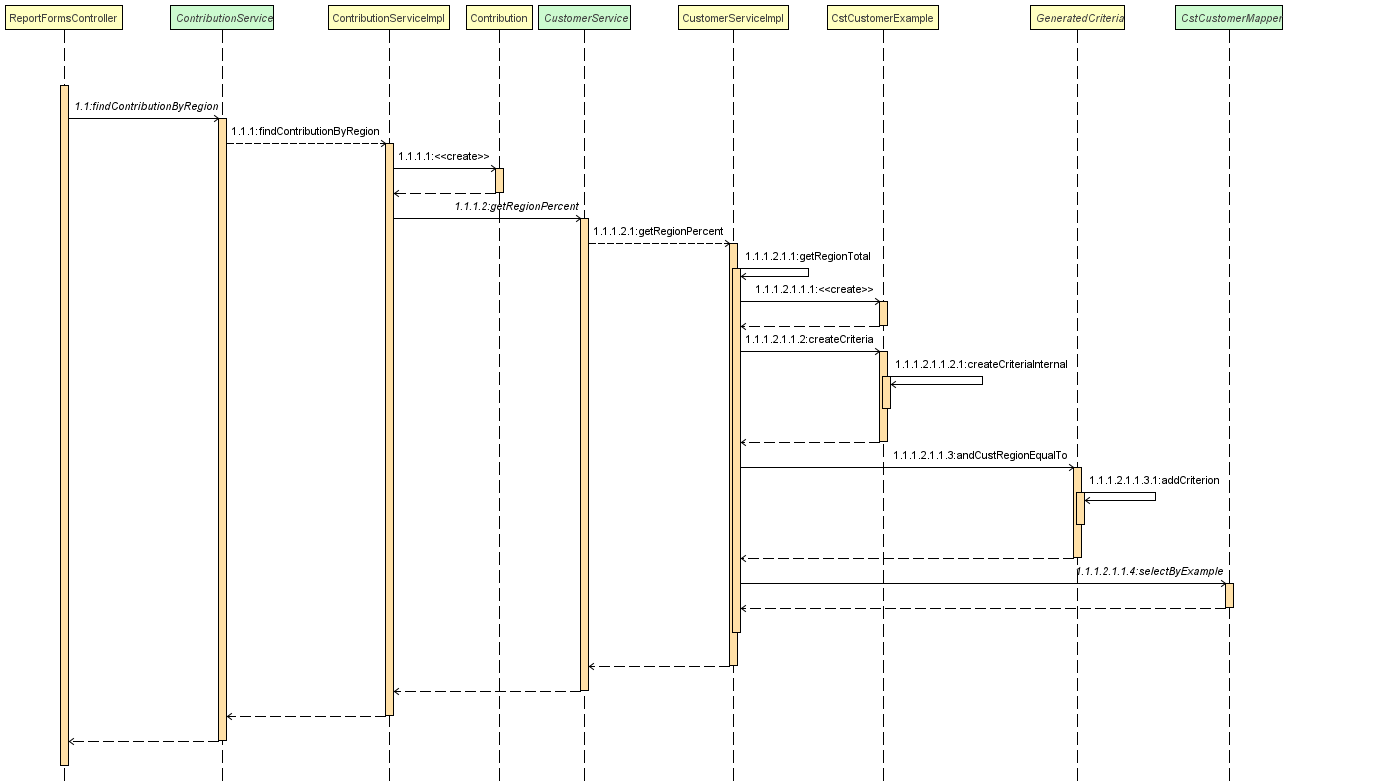 ReportFormsController
ContributionService
ContributionServiceImpl
Contribution
CustomerService
CustomerServiceImpl
CstCustomerExample
GeneratedCriteria
CstCustomerMapper
1.1:findContributionByRegion
1.1.1:findContributionByRegion
1.1.1.1:<<create>>
1.1.1.2:getRegionPercent
1.1.1.2.1:getRegionPercent
1.1.1.2.1.1:getRegionTotal
1.1.1.2.1.1.1:<<create>>
1.1.1.2.1.1.2:createCriteria
1.1.1.2.1.1.2.1:createCriteriaInternal
1.1.1.2.1.1.3:andCustRegionEqualTo
1.1.1.2.1.1.3.1:addCriterion
1.1.1.2.1.1.4:selectByExample